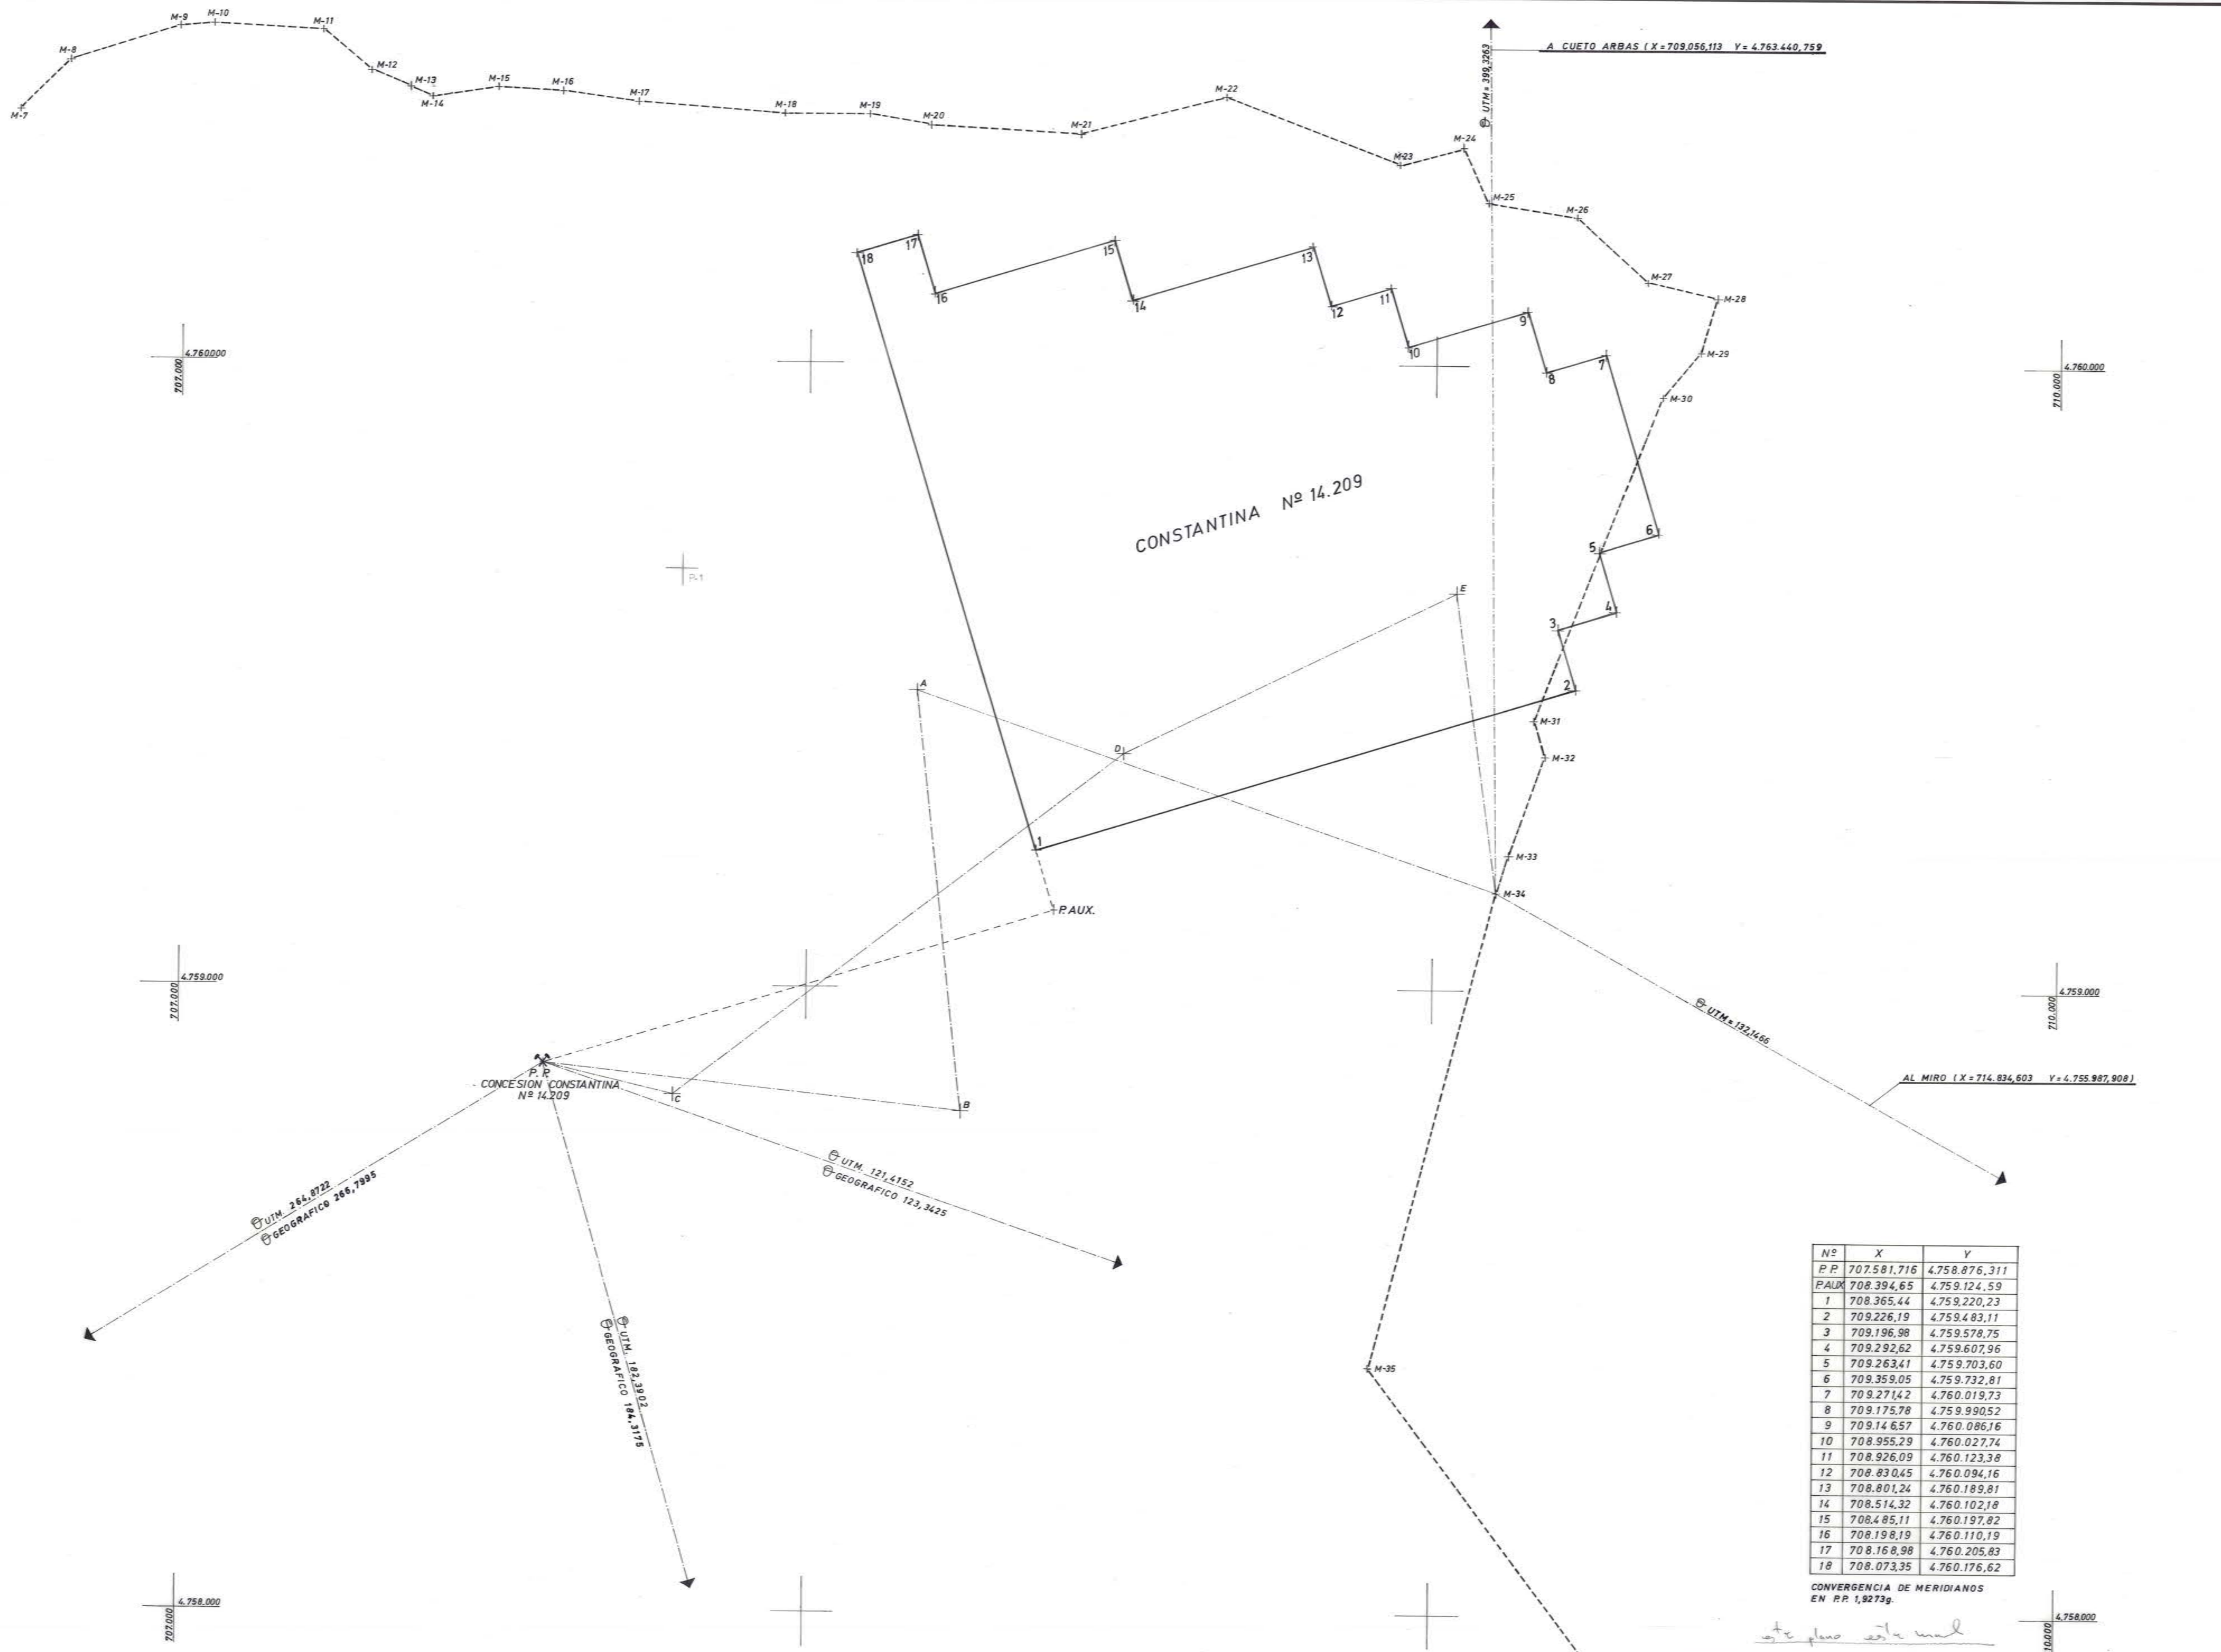 M-7
M-8
M-9
M-10
M-11
M-12
M-13
M-14
M-15
M-16
M-17
M-18
M-19
M-20
M-21
M-22
M-23
M-24
M-25
M-26
M-27
M-28
M-29
M-30
A CUETO ARBAS ( X = 709,056,113 Y = 4.763.440,759
UTM = 399,3263
18
17
16
15
14
13
12
11
10
9
8
7
6
5
4
3
2
1
4.760.000
707.000
4.760.000
710.000
CONSTANTINA Nº 14.209
P-1
E
A
D
M-31
M-32
M-33
M-34
P.AUX.
4.759.000
707.000
4.759.000
710.000
UTM = 132,1466
AL MIRO ( X = 714.834,603 Y = 4.755.987,908)
P. P.
CONCESION CONSTANTINA
Nº 14.209
C
B
UTM. 121,4152
GEOGRAFICO 123,3425
UTM. 264,8722
GEOGRAFICO 266,7995
UTM. 182,3902
GEOGRAFICO 184,3175
M-35
Nº X Y
P.P. 707.581,716 4.758.876,311
P.AUX 708.394,65 4.759.124,59
1 708.365,44 4.759,220,23
2 709.226,19 4.759.483,11
3 709.196,98 4.759.578,75
4 709.292,62 4.759.607,96
5 709.263,41 4.759.703,60
6 709.359,05 4.759.732,81
7 709.271,42 4.760.019,73
8 709.175,78 4.759.990,52
9 709.146,57 4.760.086,16
10 708.955,29 4.760.027,74
11 708.926,09 4.760.123,38
12 708.830,45 4.760.094,16
13 708.801,24 4.760.189,81
14 708.514,32 4.760.102,18
15 708.485,11 4.760.197,82
16 708.198,19 4.760.110,19
17 708.168,98 4.760.205,83
18 708.073,35 4.760.176,62
CONVERGENCIA DE MERIDIANOS
EN P.P. 1,9273g.
4.758.000
707.000
4.758.000
10.000
este plano está mal